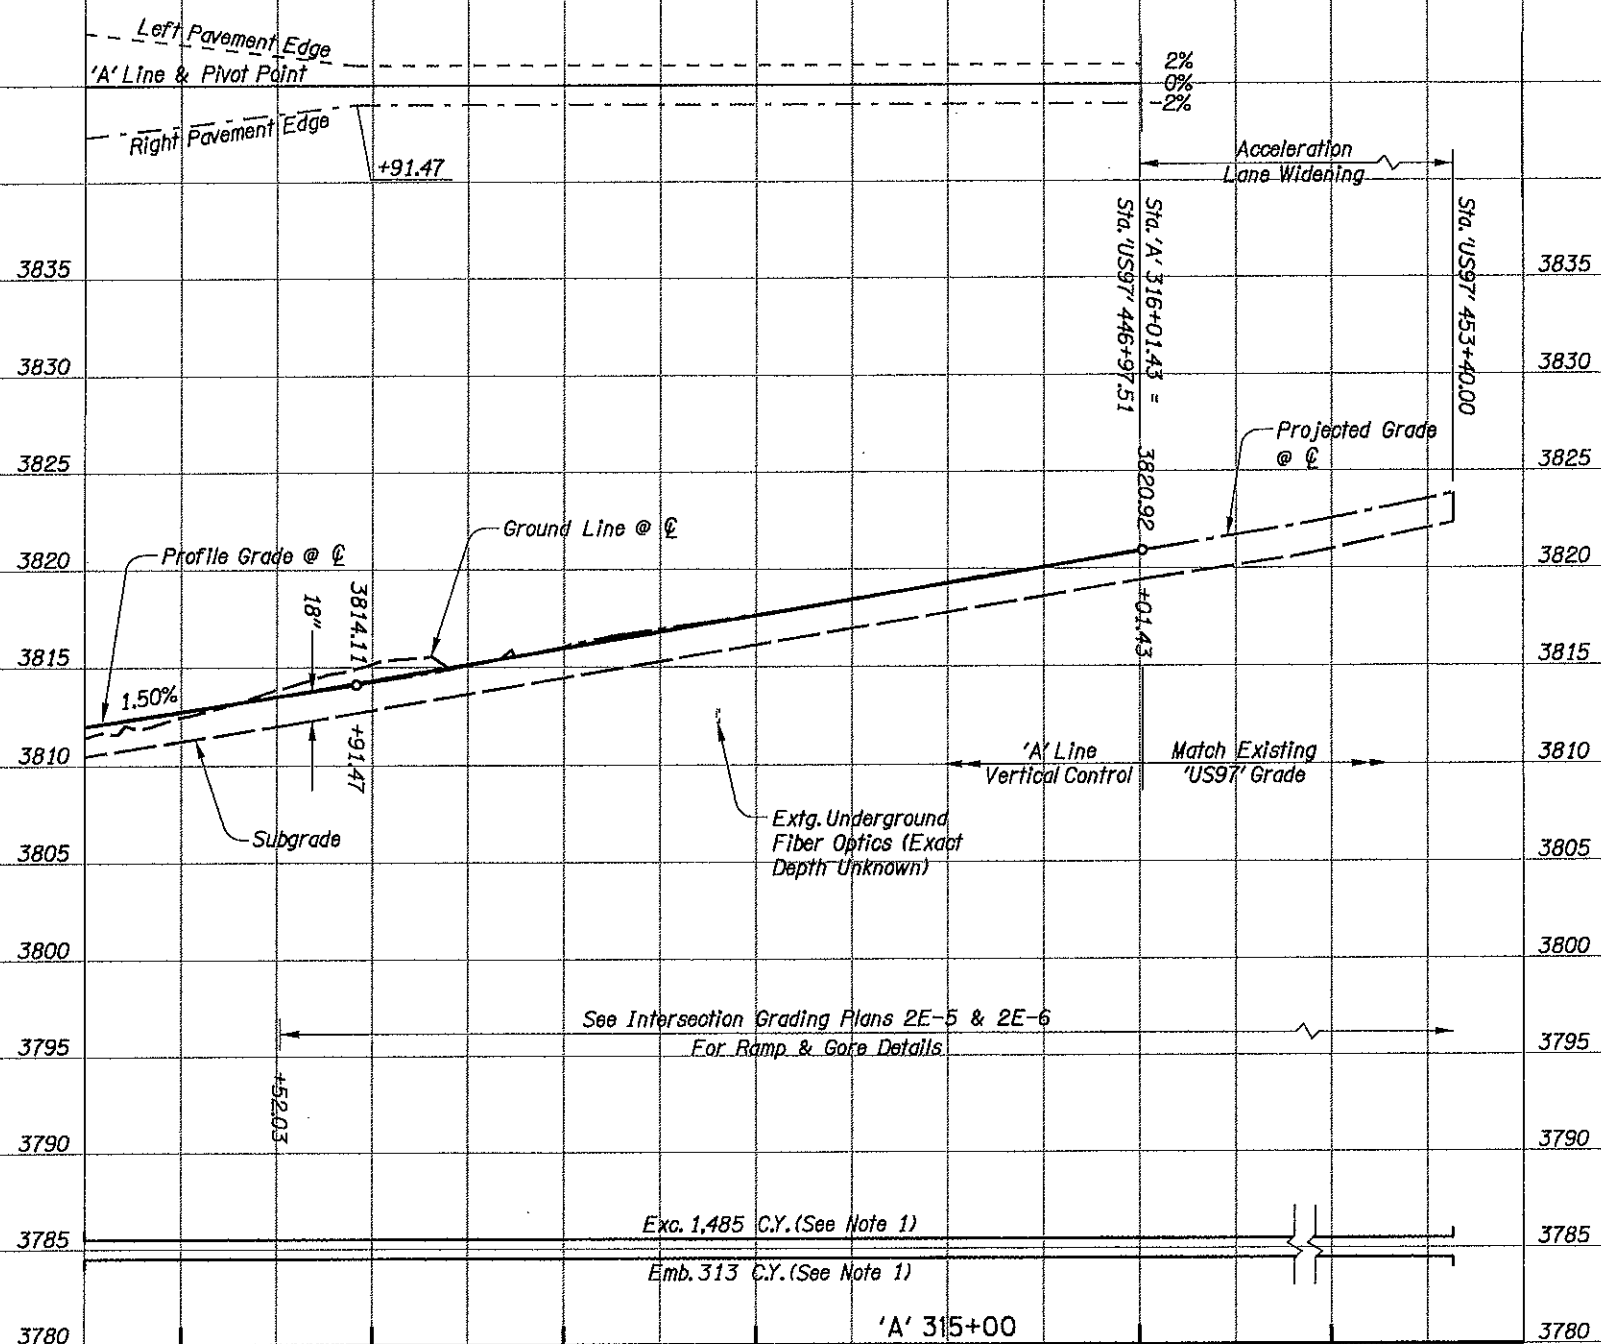 Left Pavement Edge
'A' Line & Pivot Point
Right Pavement Edge
+91.47
2%
0%
-2%
Acceleration
Lane Widening
Sta. 'US97' 446+97.51
Sta. 'A' 316+01.43 =
Sta. 'US97' 453+40.00
3835
3835
3830
3830
3825
3825
Projected Grade
@ ℄
3820.92
+01.43
Ground Line @ ℄
Profile Grade @ ℄
3820
3820
18"
3814.11
+91.47
3815
3815
1.50%
3810
3810
'A' Line
Vertical Control
Match Existing
'US97' Grade
Subgrade
Extg. Underground
Fiber Optics (Exact
Depth Unknown)
3805
3805
3800
3800
See Intersection Grading Plans 2E-5 & 2E-6
For Ramp & Gore Details
3795
3795
+52.03
3790
3790
Exc. 1,485 C.Y. (See Note 1)
3785
3785
Emb. 313 C.Y. (See Note 1)
'A' 315+00
3780
3780